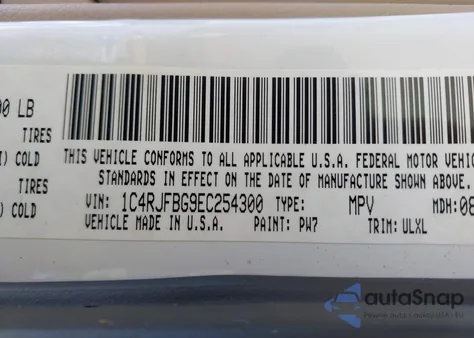 00 LB
TIRES
I) COLD
TIRES
) COLD
THIS VEHICLE CONFORMS TO ALL APPLICABLE U.S.A. FEDERAL MOTOR VEHIC
STANDARDS IN EFFECT ON THE DATE OF MANUFACTURE SHOWN ABOVE.
VIN: 1C4RJFBG9EC254300 TYPE: MPV MDH: 08
VEHICLE MADE IN U.S.A. PAINT: PW7 TRIM: ULXL
autoSnap